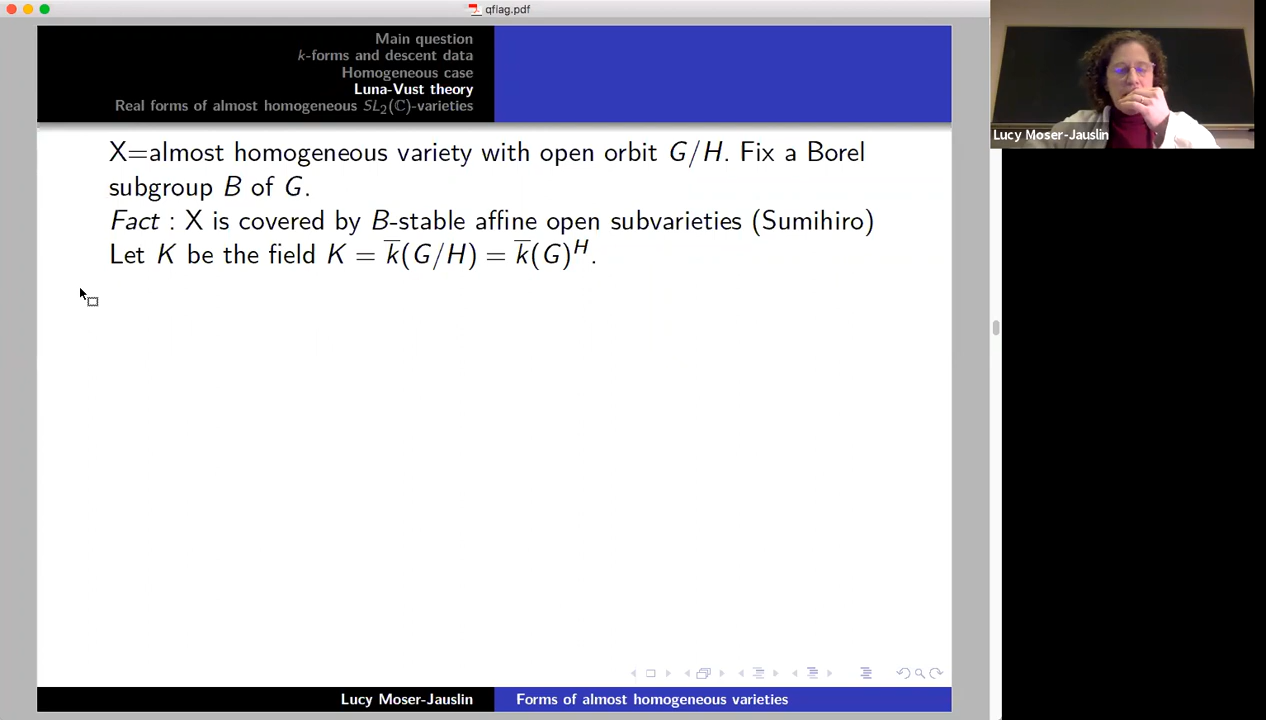 qflag.pdf
Main question
k-forms and descent data
Homogeneous case
Luna-Vust theory
Real forms of almost homogeneous SL₂(ℂ)-varieties
X=almost homogeneous variety with open orbit G/H. Fix a Borel
subgroup B of G.
Fact : X is covered by B-stable affine open subvarieties (Sumihiro)
Let K be the field K = k̅(G/H) = k̅(G)ᴴ.
Lucy Moser-Jauslin
Lucy Moser-Jauslin Forms of almost homogeneous varieties